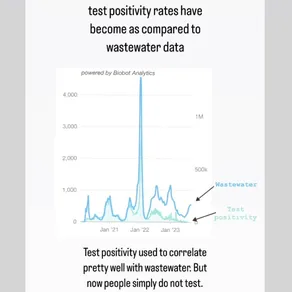 test positivity rates have
become as compared to
wastewater data
powered by Biobot Analytics
4,000
3,000
2,000
1,000
0
1M
500k
0
Jan '21
Jan '22
Jan '23
Wastewater
Test
positivity
Test positivity used to correlate
pretty well with wastewater. But
now people simply do not test.